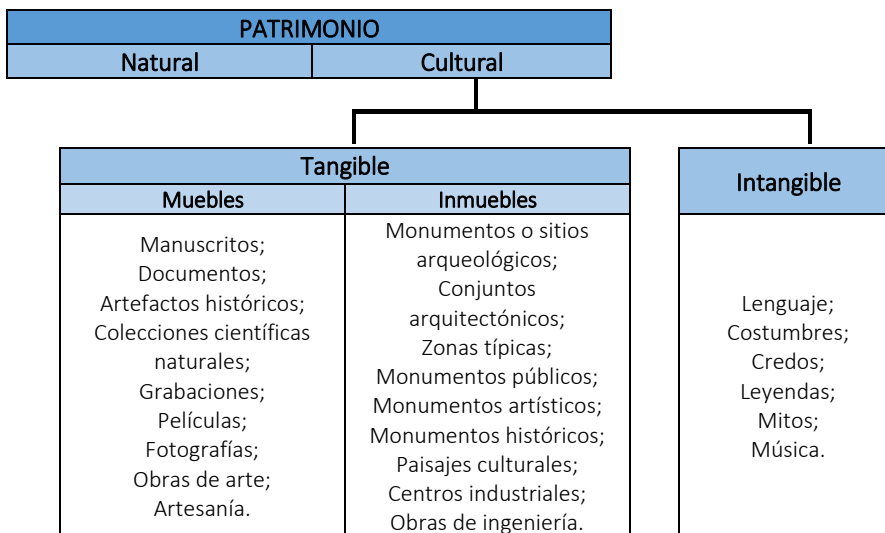 PATRIMONIO
Natural
Cultural
Tangible
Muebles
Inmuebles
Manuscritos;
Documentos;
Artefactos históricos;
Colecciones científicas
naturales;
Grabaciones;
Películas;
Fotografías;
Obras de arte;
Artesanía.
Monumentos o sitios
arqueológicos;
Conjuntos
arquitectónicos;
Zonas típicas;
Monumentos públicos;
Monumentos artísticos;
Monumentos históricos;
Paisajes culturales;
Centros industriales;
Obras de ingeniería.
Intangible
Lenguaje;
Costumbres;
Credos;
Leyendas;
Mitos;
Música.